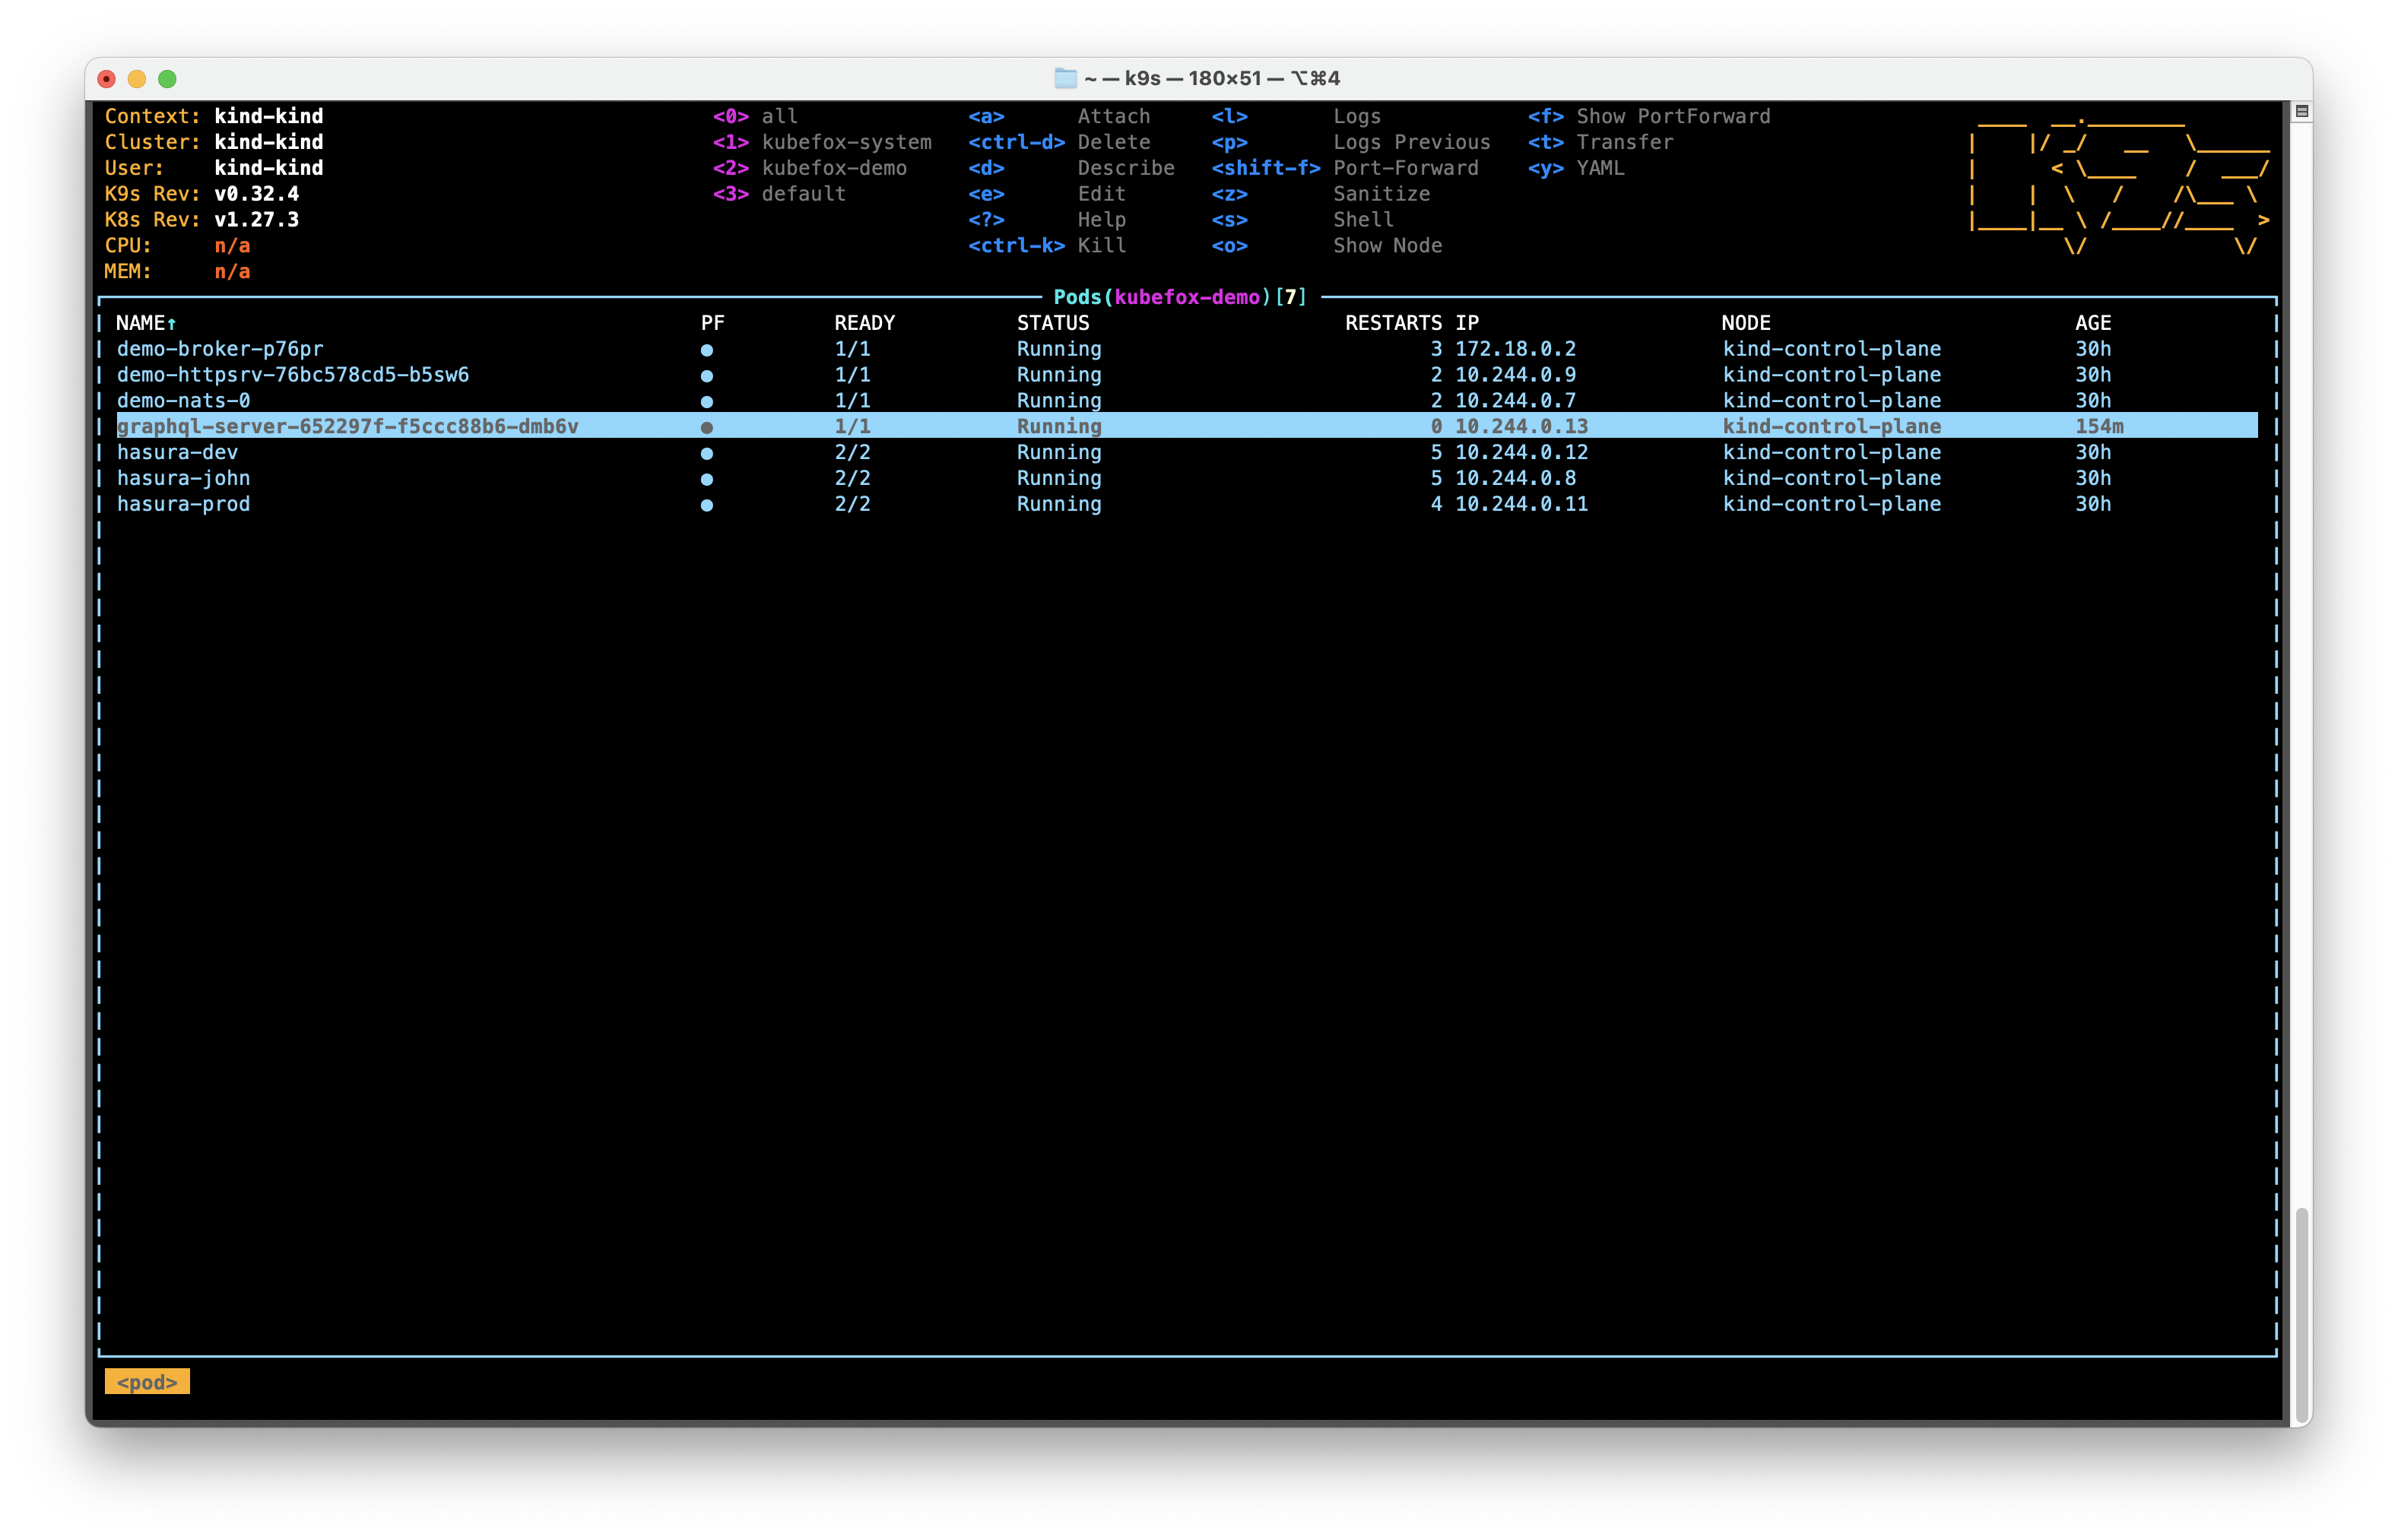 ~ — k9s — 180×51 — ⌥⌘4
Context: kind-kind <0> all <a> Attach <l> Logs <f> Show PortForward
Cluster: kind-kind <1> kubefox-system <ctrl-d> Delete <p> Logs Previous <t> Transfer
User: kind-kind <2> kubefox-demo <d> Describe <shift-f> Port-Forward <y> YAML
K9s Rev: v0.32.4 <3> default <e> Edit <z> Sanitize
K8s Rev: v1.27.3 <?> Help <s> Shell
CPU: n/a <ctrl-k> Kill <o> Show Node
MEM: n/a
Pods(kubefox-demo)[7]
NAME↑ PF READY STATUS RESTARTS IP NODE AGE
demo-broker-p76pr ● 1/1 Running 3 172.18.0.2 kind-control-plane 30h
demo-httpsrv-76bc578cd5-b5sw6 ● 1/1 Running 2 10.244.0.9 kind-control-plane 30h
demo-nats-0 ● 1/1 Running 2 10.244.0.7 kind-control-plane 30h
graphql-server-652297f-f5ccc88b6-dmb6v ● 1/1 Running 0 10.244.0.13 kind-control-plane 154m
hasura-dev ● 2/2 Running 5 10.244.0.12 kind-control-plane 30h
hasura-john ● 2/2 Running 5 10.244.0.8 kind-control-plane 30h
hasura-prod ● 2/2 Running 4 10.244.0.11 kind-control-plane 30h
<pod>